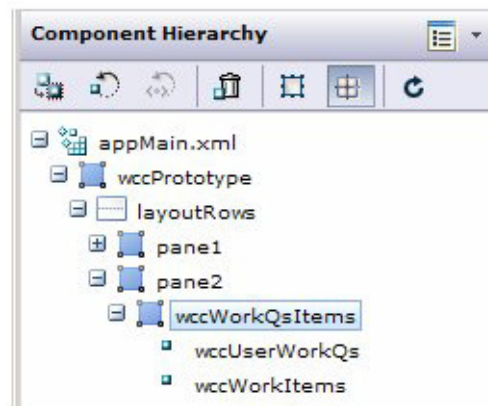 Component Hierarchy
appMain.xml
wccPrototype
layoutRows
pane1
pane2
wccWorkQsItems
wccUserWorkQs
wccWorkItems